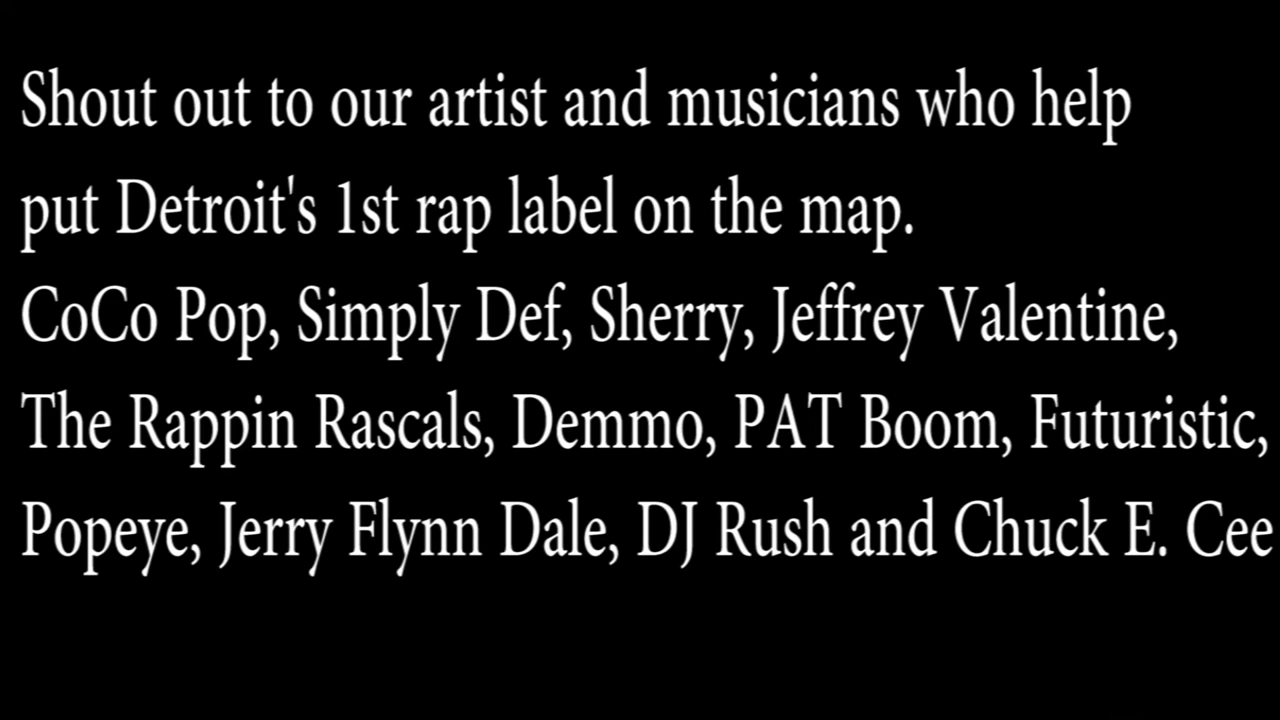 Shout out to our artist and musicians who help
put Detroit's 1st rap label on the map.
CoCo Pop, Simply Def, Sherry, Jeffrey Valentine,
The Rappin Rascals, Demmo, PAT Boom, Futuristic,
Popeye, Jerry Flynn Dale, DJ Rush and Chuck E. Cee